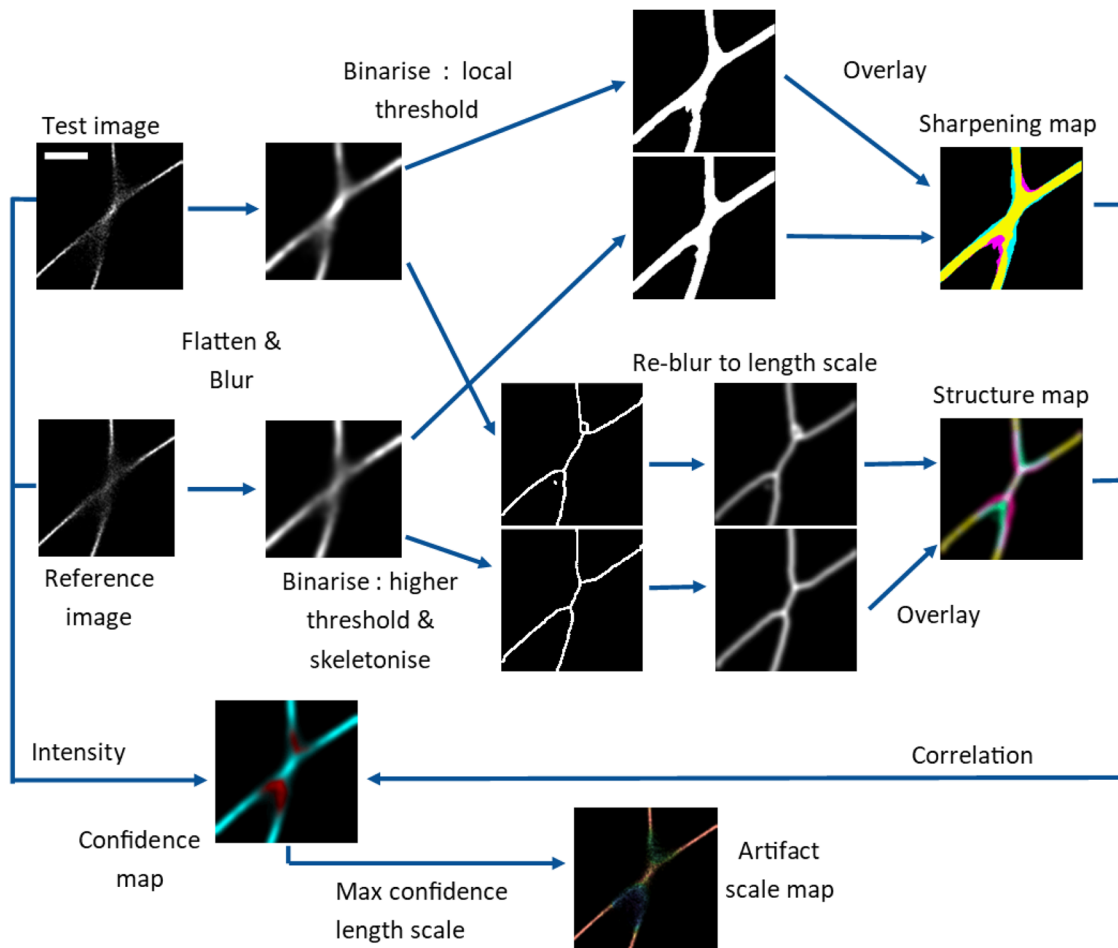 Binarise : local
threshold
Overlay
Test image
Sharpening map
Flatten &
Blur
Re-blur to length scale
Structure map
Reference
image
Binarise : higher
threshold &
skeletonise
Overlay
Intensity
Correlation
Confidence
map
Max confidence
length scale
Artifact
scale map